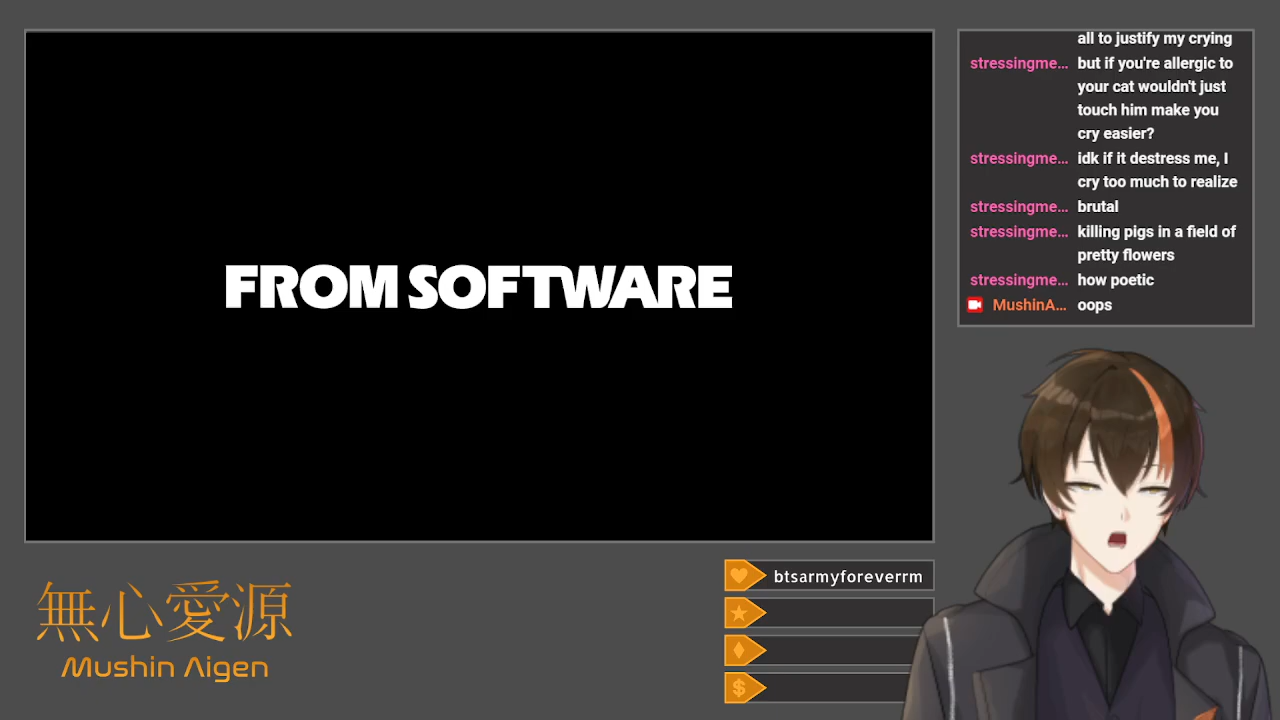 FROM SOFTWARE
all to justify my crying
stressingme… but if you're allergic to
your cat wouldn't just
touch him make you
cry easier?
stressingme… idk if it destress me, I
cry too much to realize
stressingme… brutal
stressingme… killing pigs in a field of
pretty flowers
stressingme… how poetic
MushinA… oops
無心愛源
Mushin Aigen
btsarmyforeverrm
$